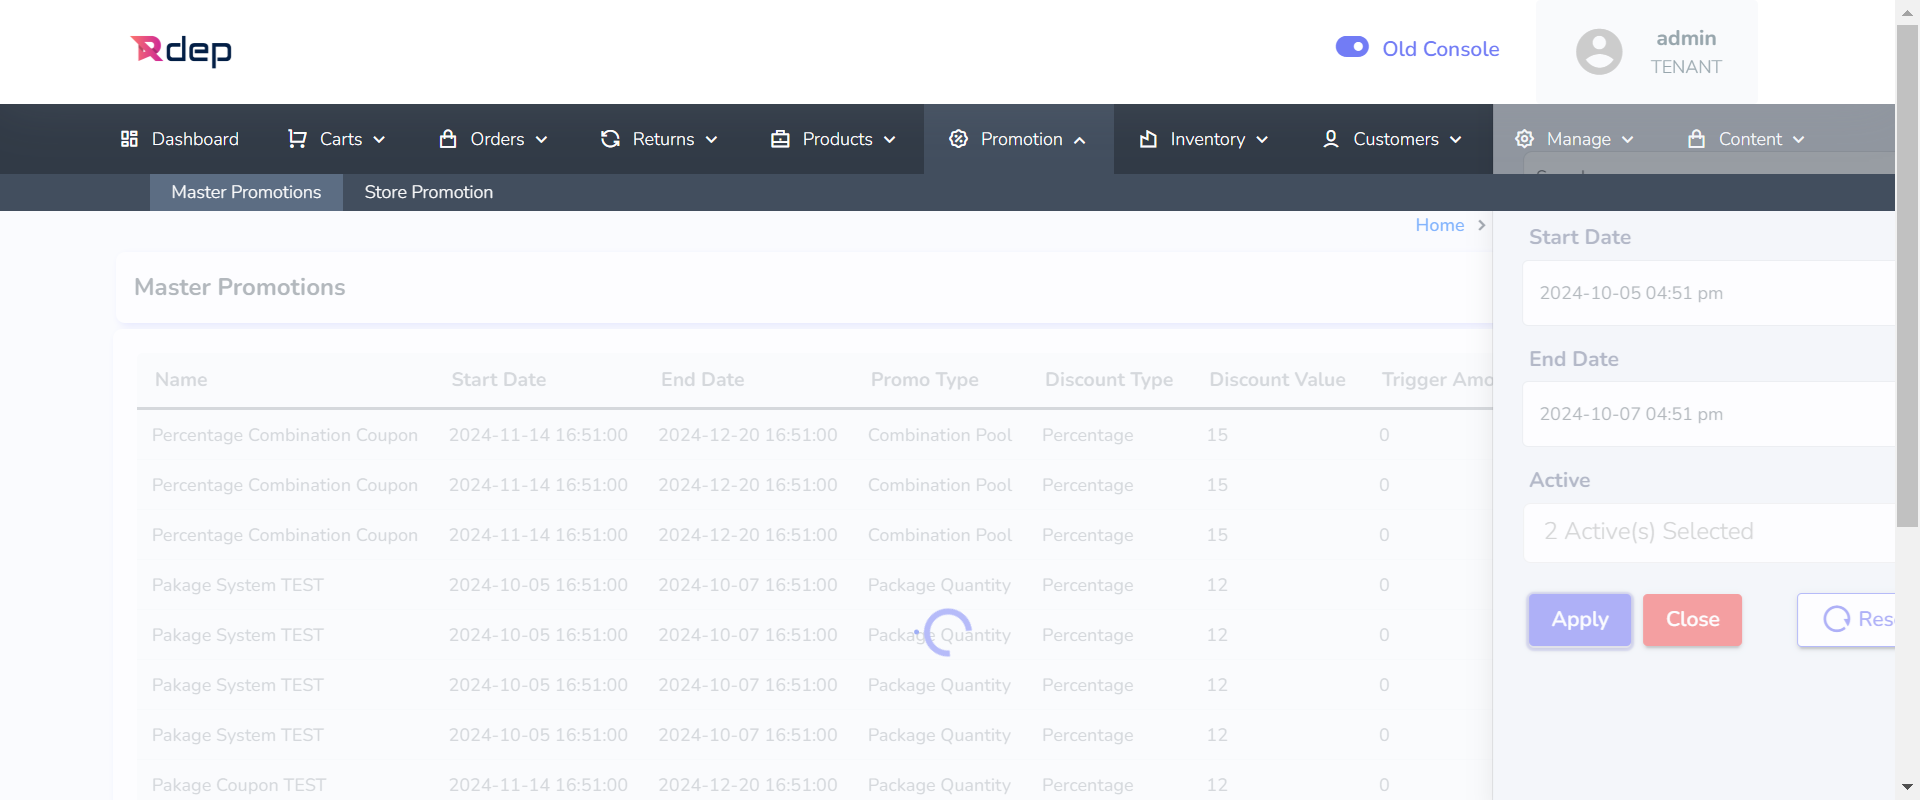 Rdep
Old Console
admin
TENANT
Dashboard
Carts
Orders
Returns
Products
Promotion
Inventory
Customers
Manage
Content
Master Promotions
Store Promotion
Home
Start Date
2024-10-05 04:51 pm
End Date
2024-10-07 04:51 pm
Active
2 Active(s) Selected
Apply
Close
Master Promotions
Name Start Date End Date Promo Type Discount Type Discount Value Trigger
Percentage Combination Coupon 2024-11-14 16:51:00 2024-12-20 16:51:00 Combination Pool Percentage 15 0
Percentage Combination Coupon 2024-11-14 16:51:00 2024-12-20 16:51:00 Combination Pool Percentage 15 0
Percentage Combination Coupon 2024-11-14 16:51:00 2024-12-20 16:51:00 Combination Pool Percentage 15 0
Pakage System TEST 2024-10-05 16:51:00 2024-10-07 16:51:00 Package Quantity Percentage 12 0
Pakage System TEST 2024-10-05 16:51:00 2024-10-07 16:51:00 Package Quantity Percentage 12 0
Pakage System TEST 2024-10-05 16:51:00 2024-10-07 16:51:00 Package Quantity Percentage 12 0
Pakage System TEST 2024-10-05 16:51:00 2024-10-07 16:51:00 Package Quantity Percentage 12 0
Pakage Coupon TEST 2024-11-14 16:51:00 2024-12-20 16:51:00 Package Quantity Percentage 12 0